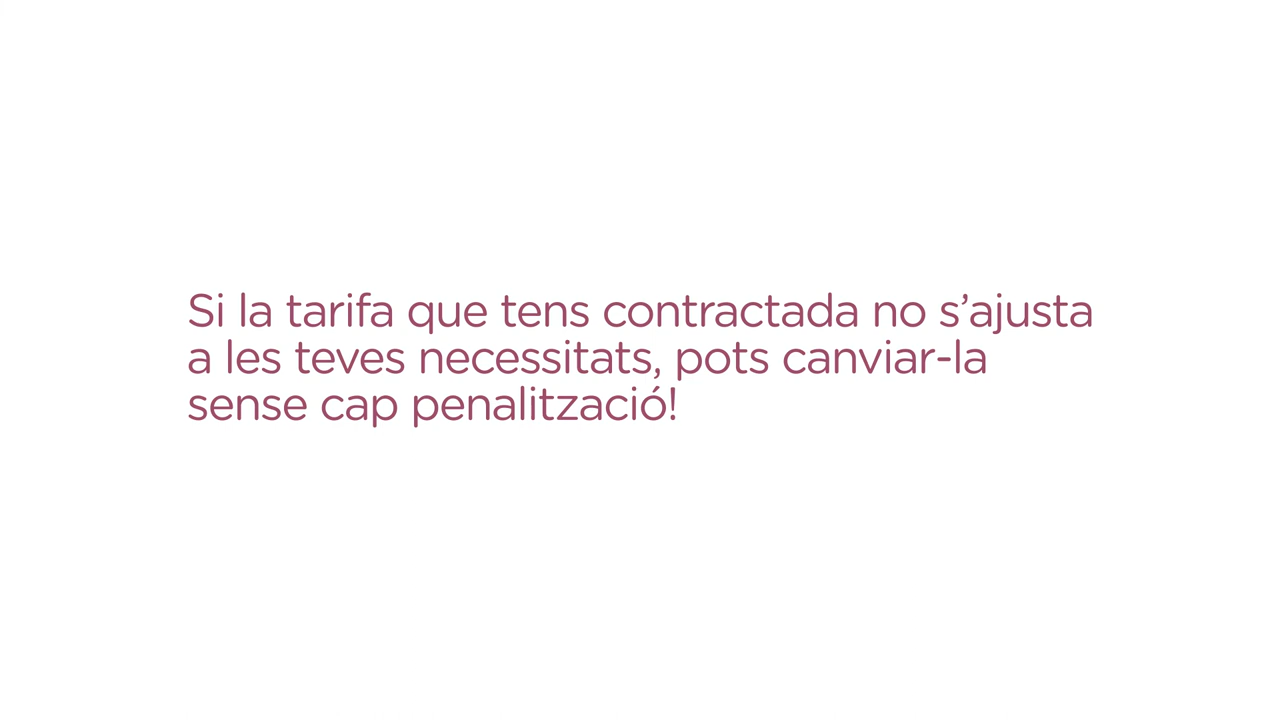 Si la tarifa que tens contractada no s’ajusta
a les teves necessitats, pots canviar-la
sense cap penalització!